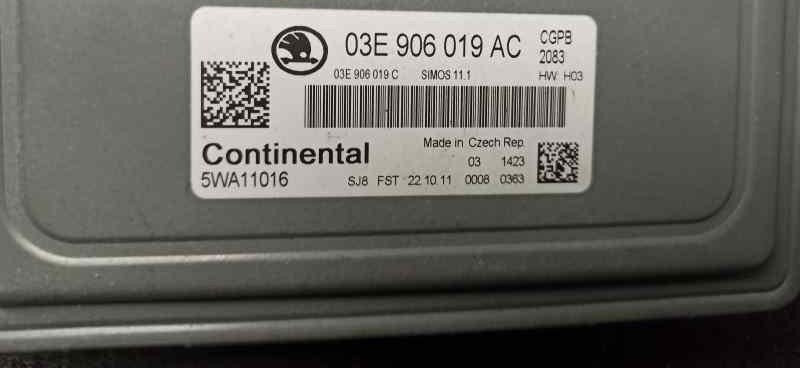 03E 906 019 AC CGPB
2083
03E 906 019 C SIMOS 11.1 HW H03
Made in Czech Rep.
Continental 03 1423
5WA11016 SJ8 FST 22.10.11 0008 0363